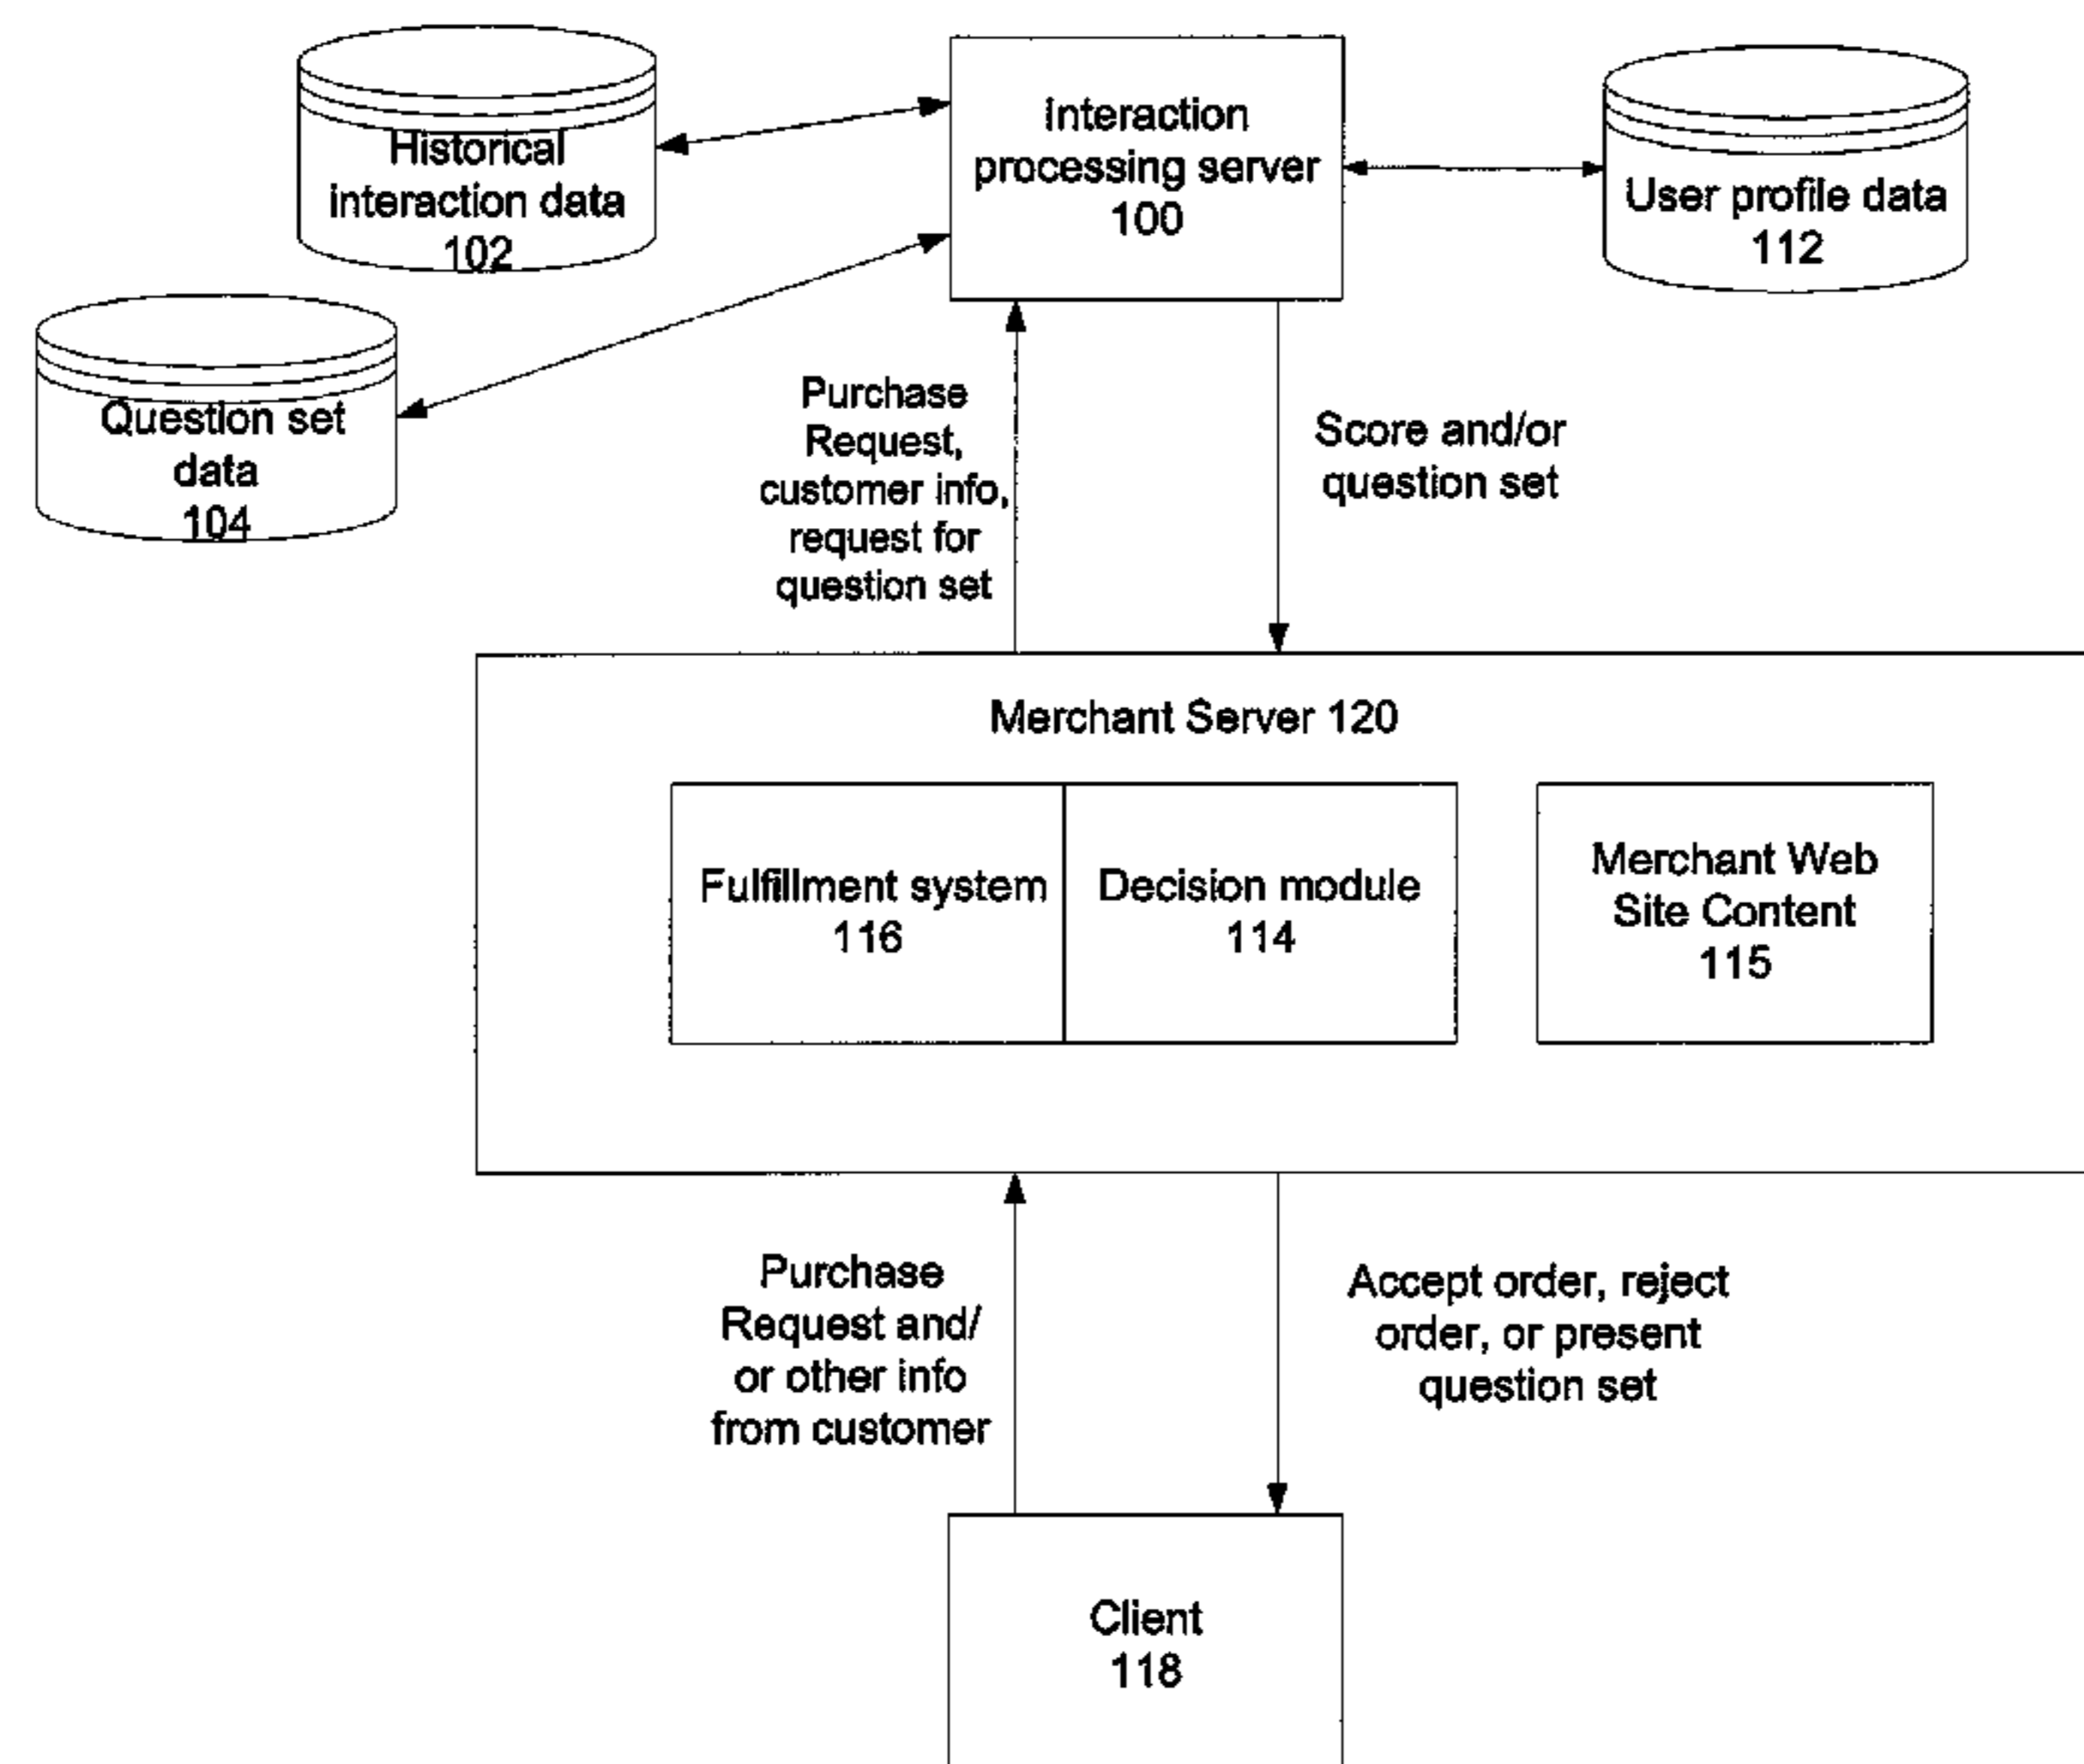 Historical
interaction data
102
Interaction
processing server
100
User profile data
112
Question set
data
104
Purchase
Request,
customer info,
request for
question set
Score and/or
question set
Merchant Server 120
Fulfillment system
116
Decision module
114
Merchant Web
Site Content
115
Purchase
Request and/
or other info
from customer
Accept order, reject
order, or present
question set
Client
118